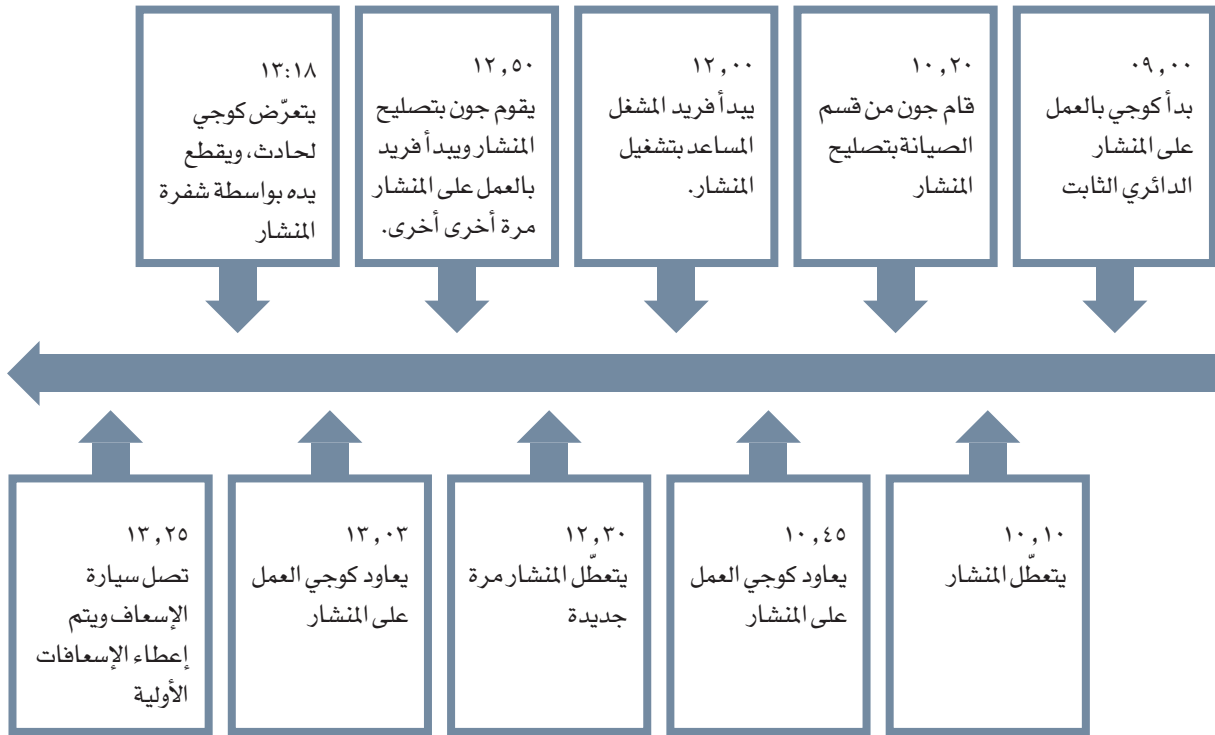 ٠٩,٠٠
بدأ كوجي بالعمل
على المنشار
الدائري الثابت
١٠,١٠
يتعطّل المنشار
١٠,٢٠
قام جون من قسم
الصيانة بتصليح
المنشار
١٠,٤٥
يعاود كوجي العمل
على المنشار
١٢,٠٠
يبدأ فريد المشغل
المساعد بتشغيل
المنشار.
١٢,٣٠
يتعطّل المنشار مرة
جديدة
١٢,٥٠
يقوم جون بتصليح
المنشار ويبدأ فريد
بالعمل على المنشار
مرة أخرى أخرى.
١٣,٠٣
يعاود كوجي العمل
على المنشار
١٣:١٨
يتعرّض كوجي
لحادث، ويقطع
يده بواسطة شفرة
المنشار
١٣,٢٥
تصل سيارة
الإسعاف ويتم
إعطاء الإسعافات
الأولية